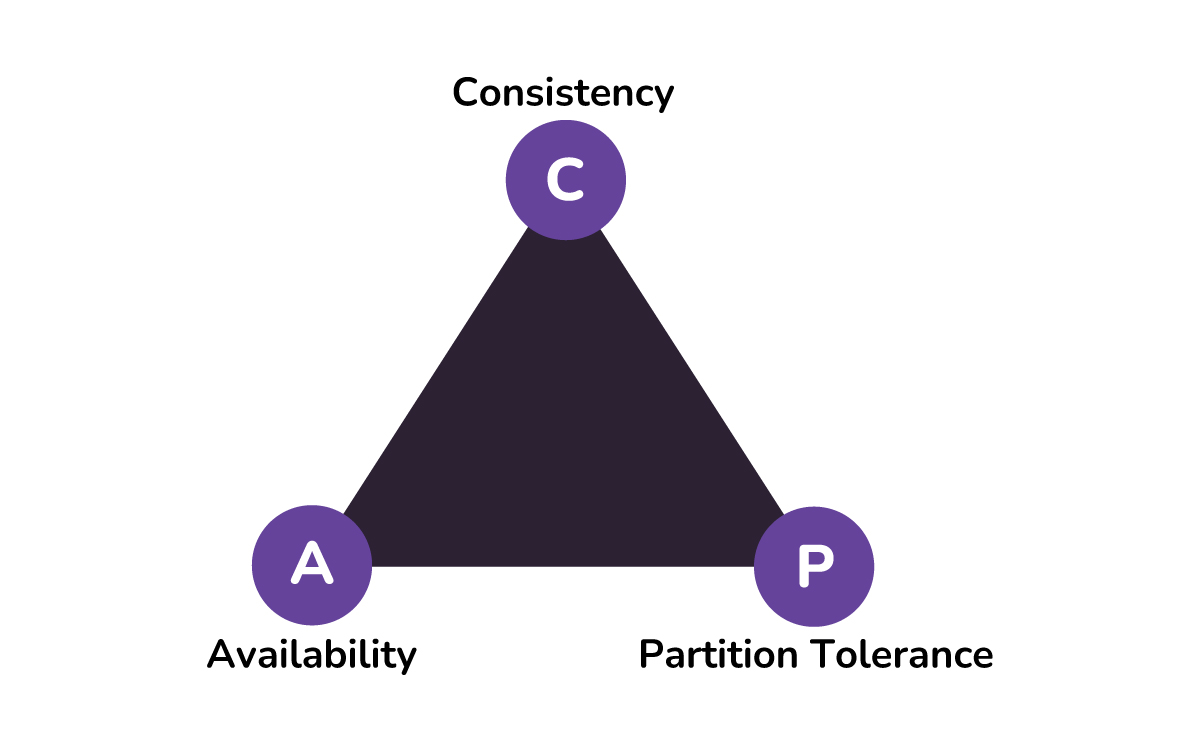 Consistency
C
A
P
Availability
Partition Tolerance